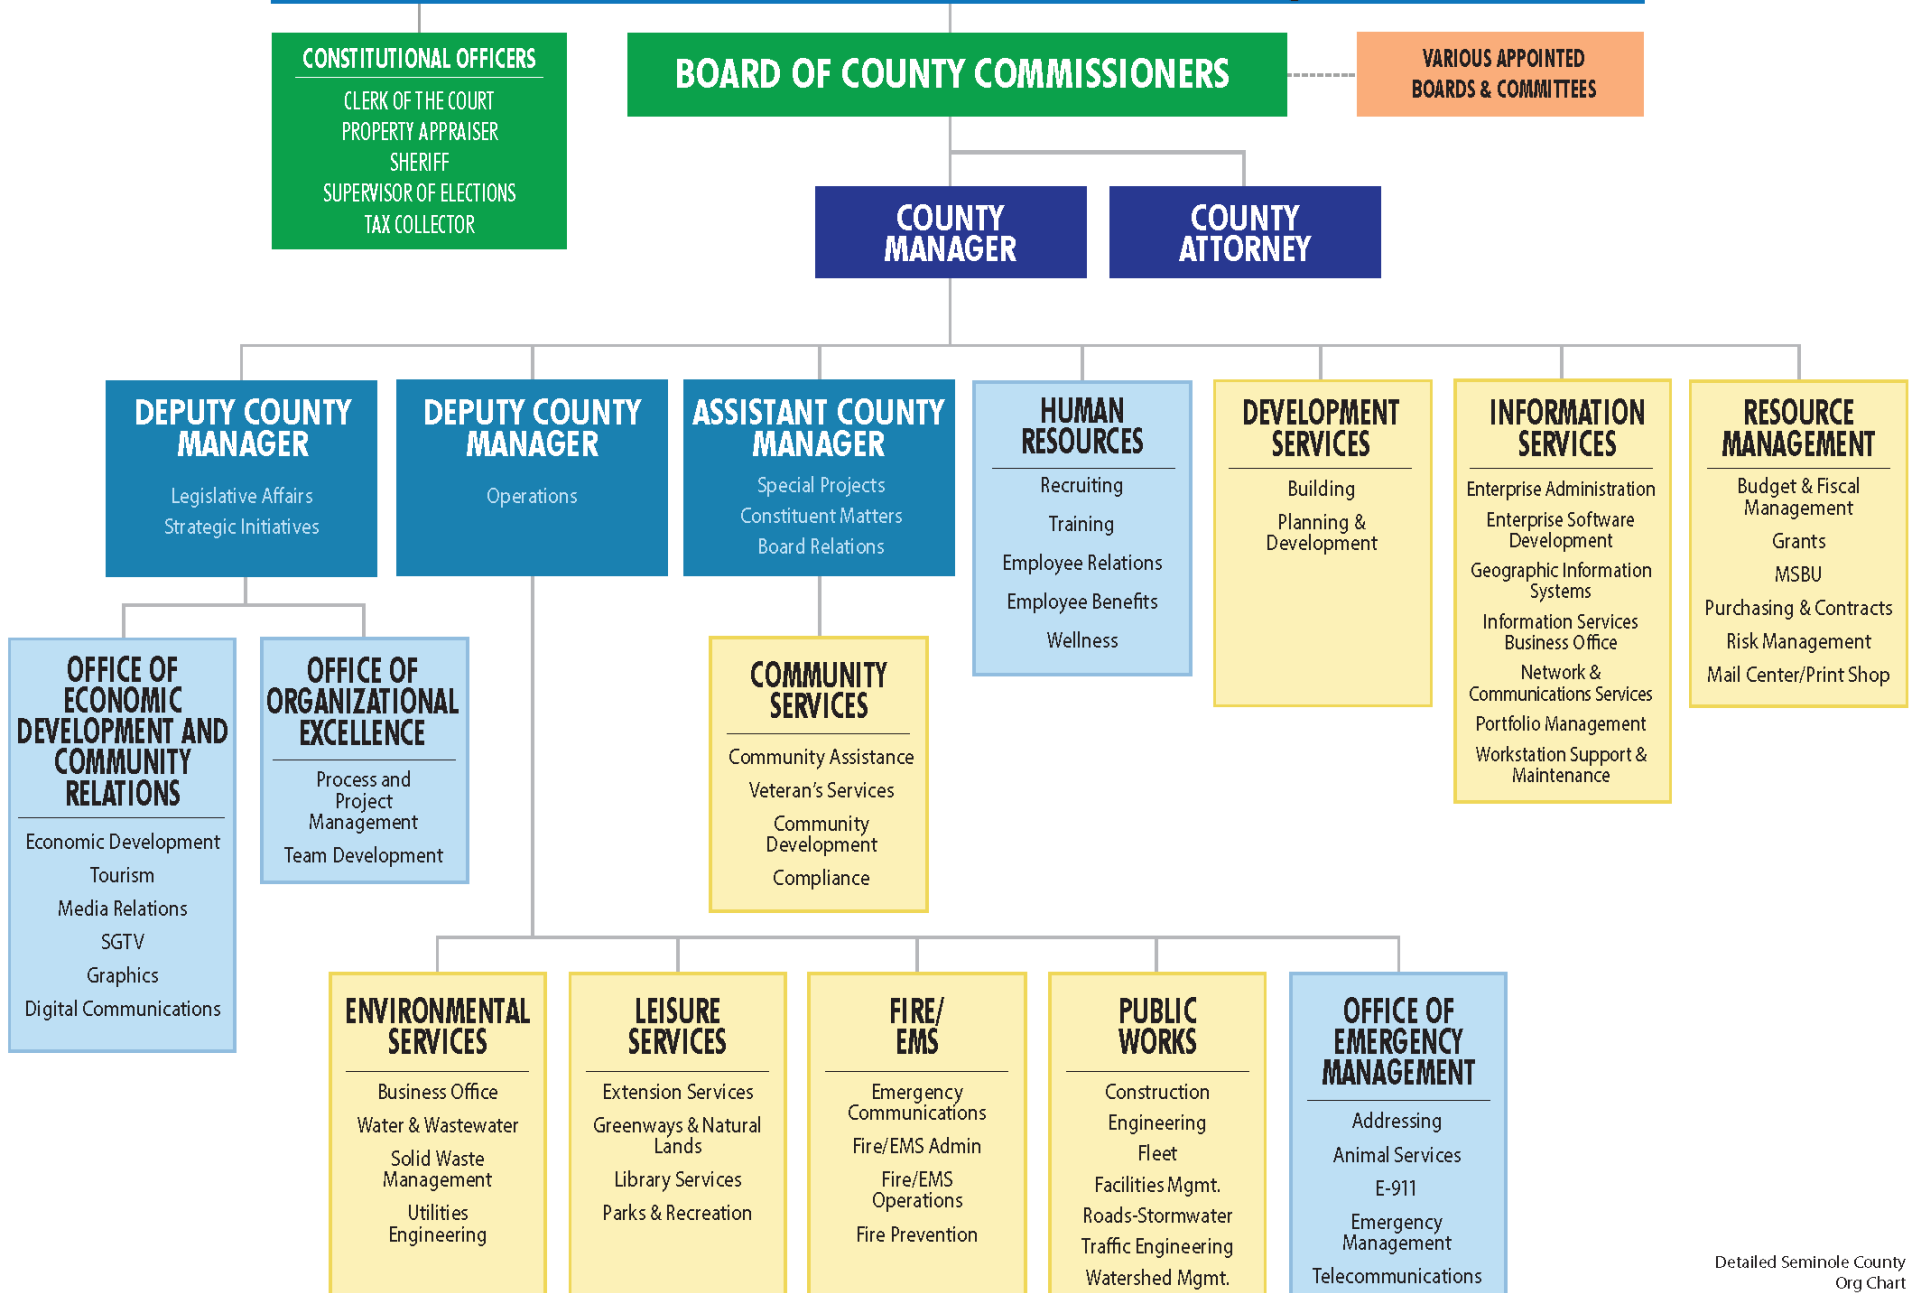 CONSTITUTIONAL OFFICERS
CLERK OF THE COURT
PROPERTY APPRAISER
SHERIFF
SUPERVISOR OF ELECTIONS
TAX COLLECTOR
BOARD OF COUNTY COMMISSIONERS
VARIOUS APPOINTED
BOARDS & COMMITTEES
COUNTY
MANAGER
COUNTY
ATTORNEY
DEPUTY COUNTY
MANAGER
Legislative Affairs
Strategic Initiatives
DEPUTY COUNTY
MANAGER
Operations
ASSISTANT COUNTY
MANAGER
Special Projects
Constituent Matters
Board Relations
HUMAN
RESOURCES
Recruiting
Training
Employee Relations
Employee Benefits
Wellness
DEVELOPMENT
SERVICES
Building
Planning &
Development
INFORMATION
SERVICES
Enterprise Administration
Enterprise Software
Development
Geographic Information
Systems
Information Services
Business Office
Network &
Communications Services
Portfolio Management
Workstation Support &
Maintenance
RESOURCE
MANAGEMENT
Budget & Fiscal
Management
Grants
MSBU
Purchasing & Contracts
Risk Management
Mail Center/Print Shop
OFFICE OF
ECONOMIC
DEVELOPMENT AND
COMMUNITY
RELATIONS
Economic Development
Tourism
Media Relations
SGTV
Graphics
Digital Communications
OFFICE OF
ORGANIZATIONAL
EXCELLENCE
Process and
Project
Management
Team Development
COMMUNITY
SERVICES
Community Assistance
Veteran's Services
Community
Development
Compliance
ENVIRONMENTAL
SERVICES
Business Office
Water & Wastewater
Solid Waste
Management
Utilities
Engineering
LEISURE
SERVICES
Extension Services
Greenways & Natural
Lands
Library Services
Parks & Recreation
FIRE/
EMS
Emergency
Communications
Fire/EMS Admin
Fire/EMS
Operations
Fire Prevention
PUBLIC
WORKS
Construction
Engineering
Fleet
Facilities Mgmt.
Roads-Stormwater
Traffic Engineering
Watershed Mgmt.
OFFICE OF
EMERGENCY
MANAGEMENT
Addressing
Animal Services
E-911
Emergency
Management
Telecommunications
Detailed Seminole County
Org Chart